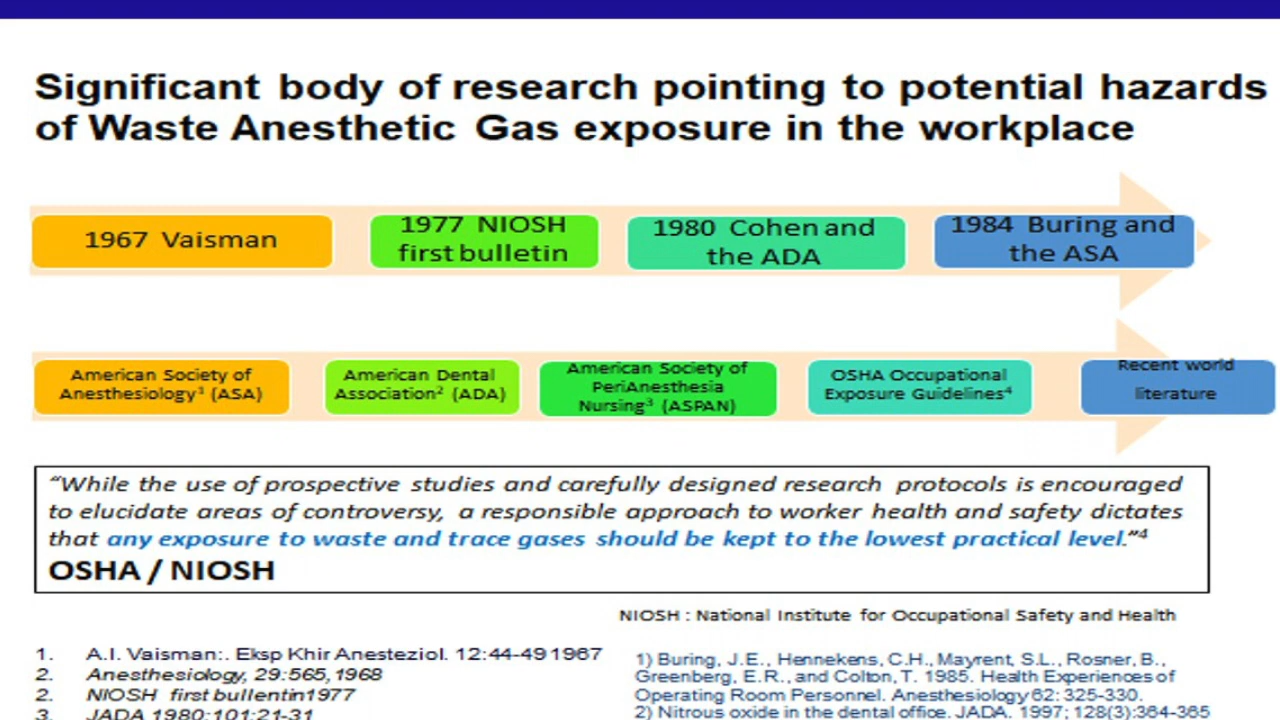 Significant body of research pointing to potential hazards
of Waste Anesthetic Gas exposure in the workplace
1967 Vaisman
1977 NIOSH
first bulletin
1980 Cohen and
the ADA
1984 Buring and
the ASA
American Society of
Anesthesiology¹ (ASA)
American Dental
Association² (ADA)
American Society of
PeriAnesthesia
Nursing³ (ASPAN)
OSHA Occupational
Exposure Guidelines⁴
Recent world
literature
“While the use of prospective studies and carefully designed research protocols is encouraged
to elucidate areas of controversy, a responsible approach to worker health and safety dictates
that any exposure to waste and trace gases should be kept to the lowest practical level.”⁴
OSHA / NIOSH
NIOSH : National Institute for Occupational Safety and Health
1. A.I. Vaisman:. Eksp Khir Anesteziol. 12:44-49 1967
2. Anesthesiology, 29:565,1968
2. NIOSH first bullentin1977
3. JADA 1980:101:21-31
1) Buring, J.E., Hennekens, C.H., Mayrent, S.L., Rosner, B.,
Greenberg, E.R., and Colton, T. 1985. Health Experiences of
Operating Room Personnel. Anesthesiology 62: 325-330.
2) Nitrous oxide in the dental office. JADA. 1997; 128(3):364-365